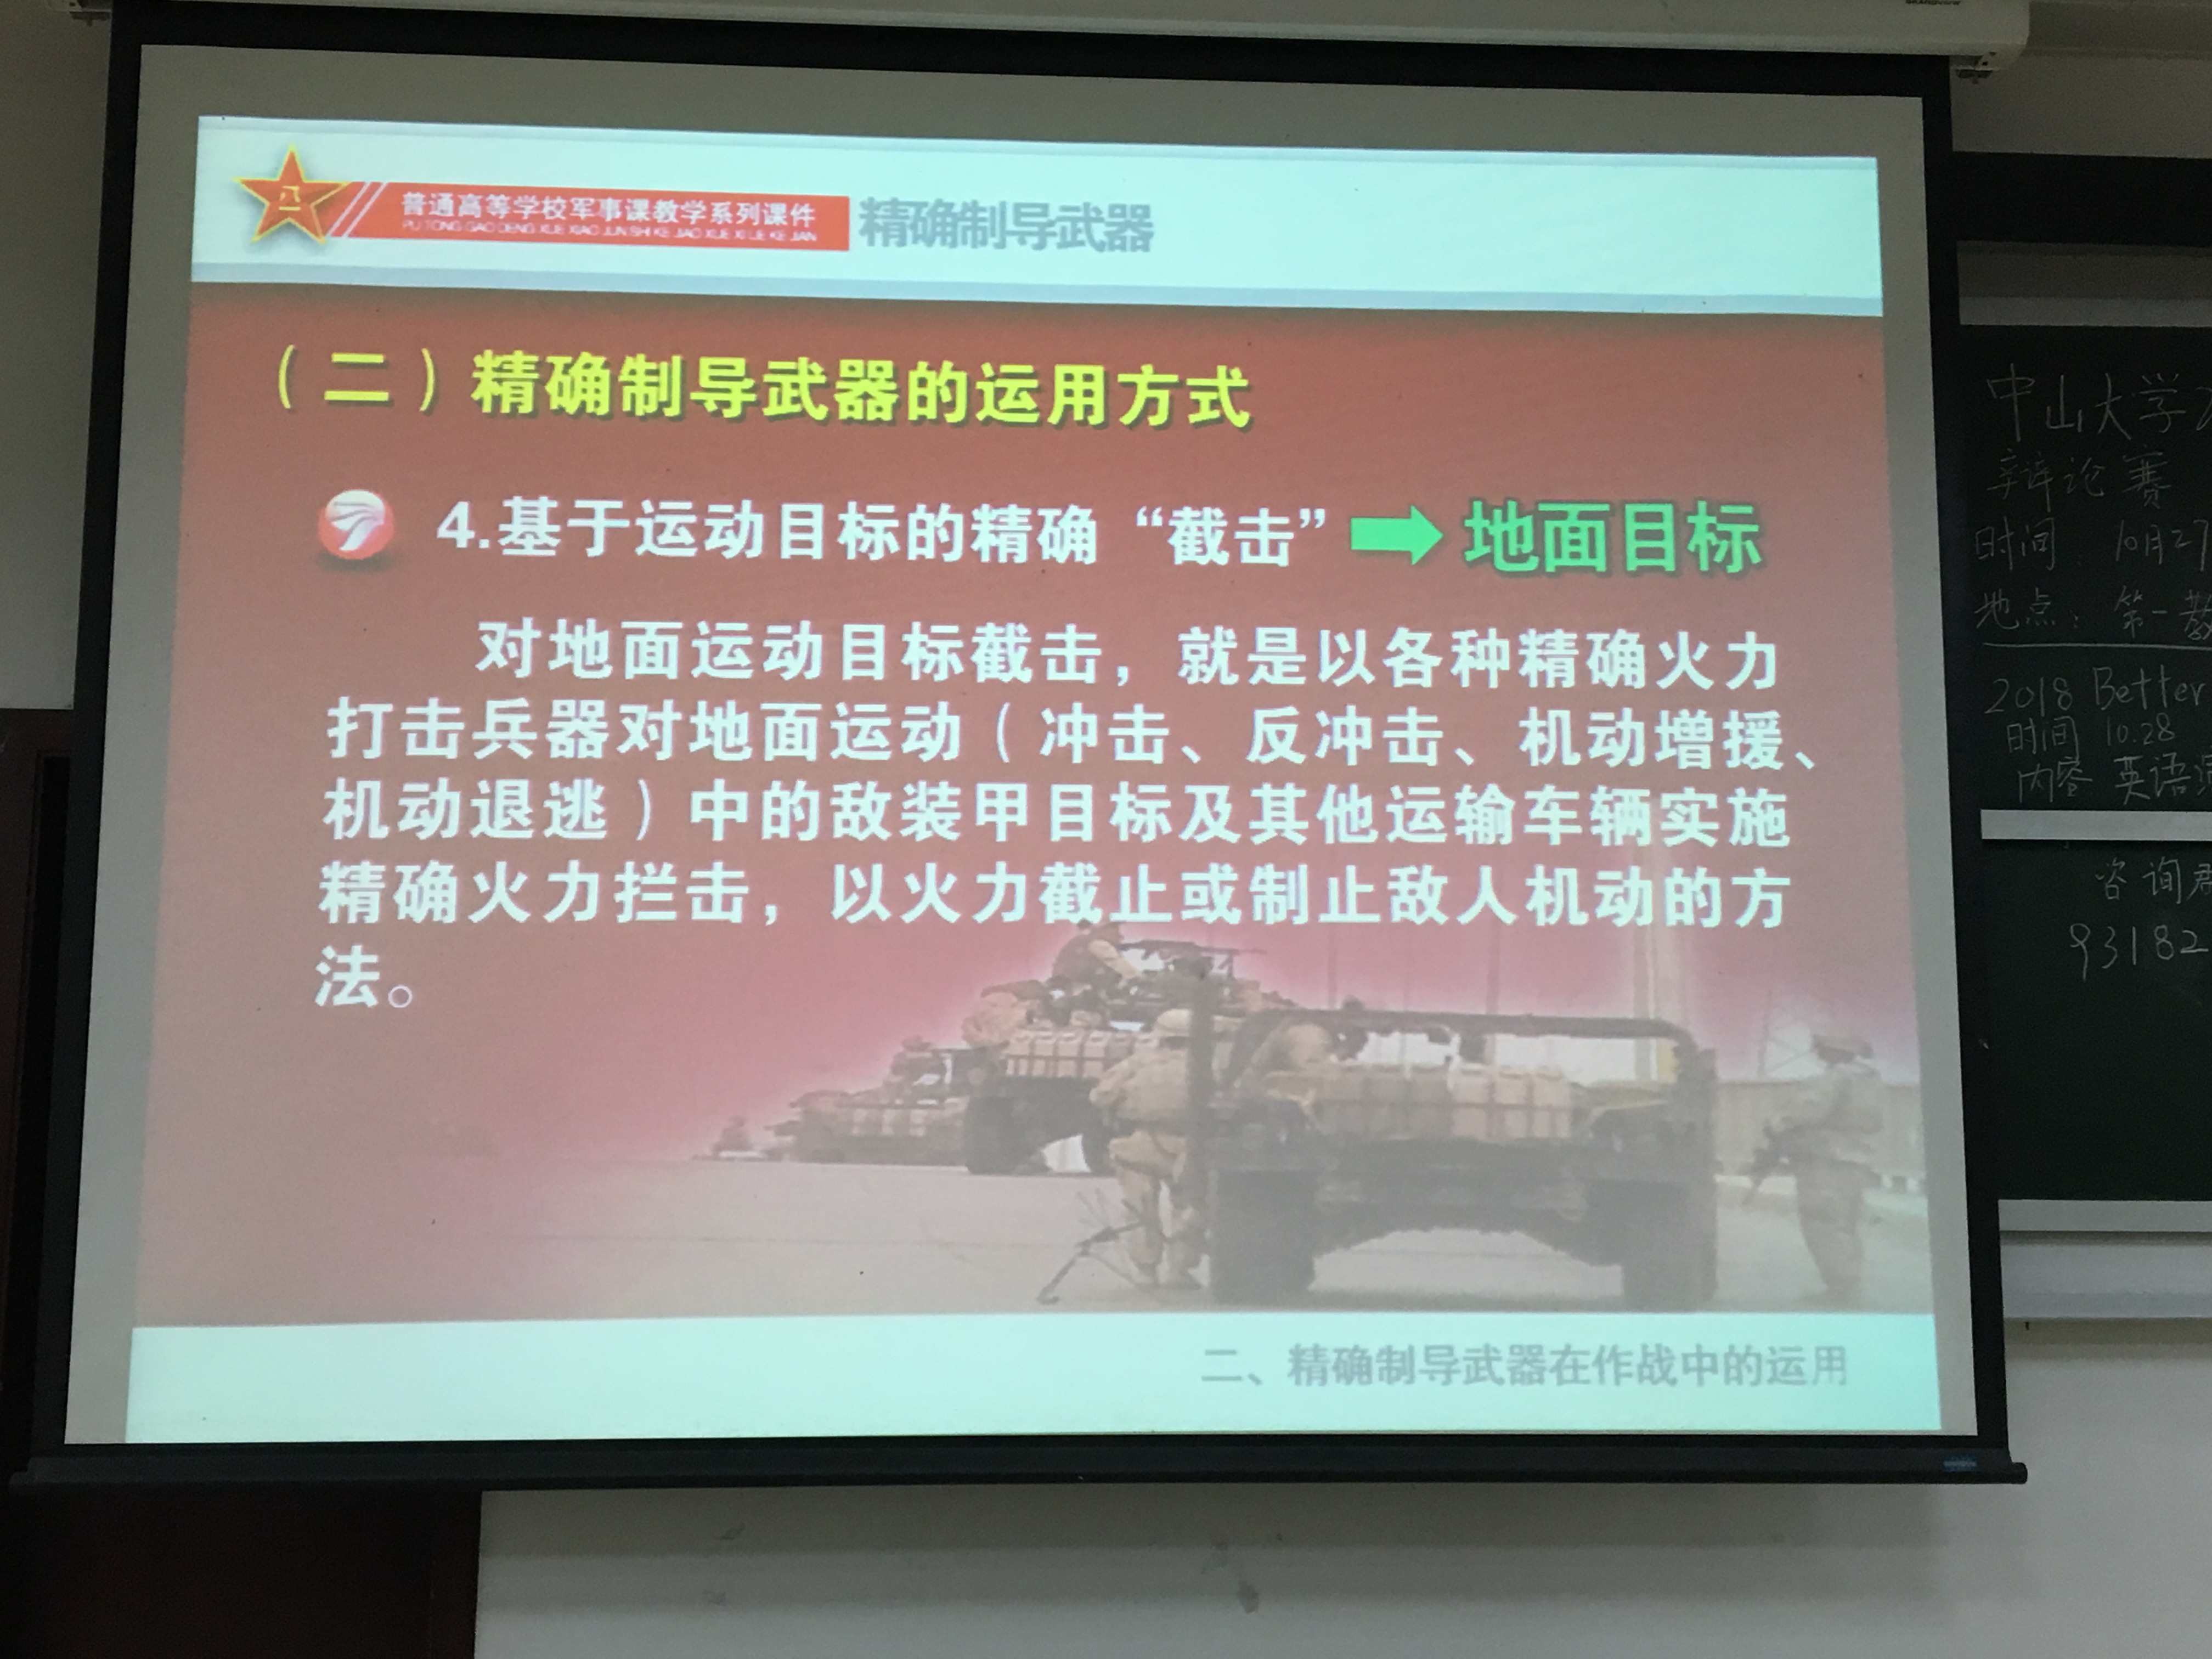 八一
普通高等学校军事课教学系列课件
PU TONG GAO DENG XUE XIAO JUN SHI KE JIAO XUE XI LIE KE JIAN
精确制导武器
（二）精确制导武器的运用方式
4.基于运动目标的精确“截击”➡地面目标
对地面运动目标截击，就是以各种精确火力
打击兵器对地面运动（冲击、反冲击、机动增援、
机动退逃）中的敌装甲目标及其他运输车辆实施
精确火力拦击，以火力截止或制止敌人机动的方
法。
二、精确制导武器在作战中的运用
中山大学
辩论赛
时间：10月27
地点：第一教
2018 Better
时间 10.28
内容 英语演
咨询群
93182